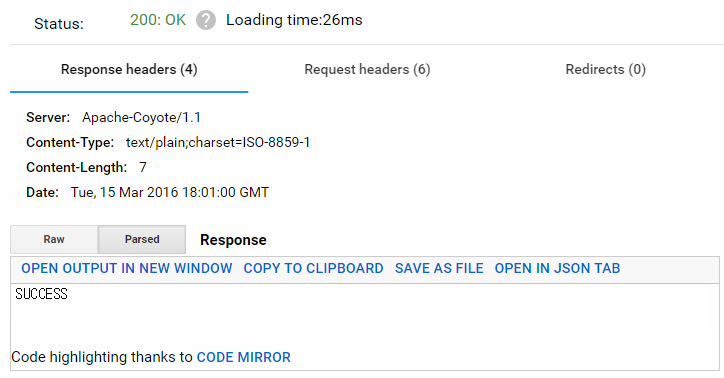 Status: 200: OK ? Loading time:26ms
Response headers (4) Request headers (6) Redirects (0)
Server: Apache-Coyote/1.1
Content-Type: text/plain;charset=ISO-8859-1
Content-Length: 7
Date: Tue, 15 Mar 2016 18:01:00 GMT
Raw Parsed Response
OPEN OUTPUT IN NEW WINDOW COPY TO CLIPBOARD SAVE AS FILE OPEN IN JSON TAB
SUCCESS
Code highlighting thanks to CODE MIRROR